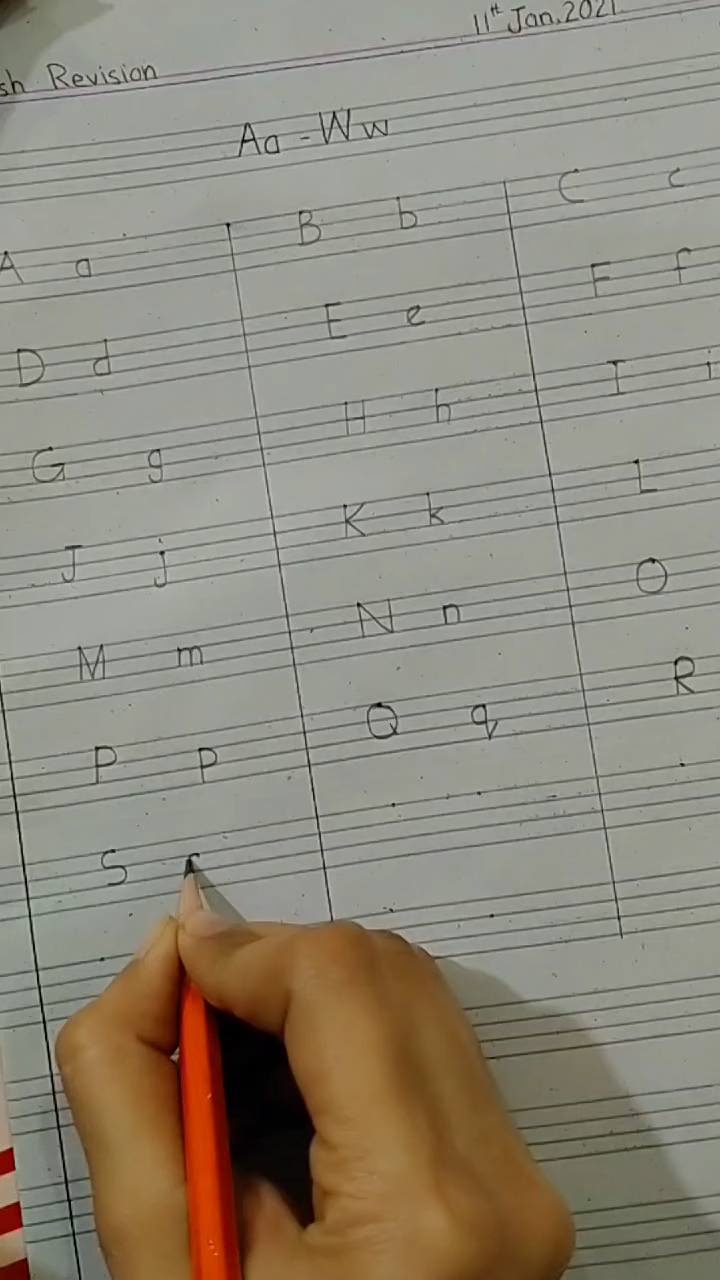 11th Jan. 2021
sh Revision
Aa - Ww
A a B b C c
D d E e F f
G g H h I i
J j K k L
M m N n O
P p Q q R
S s